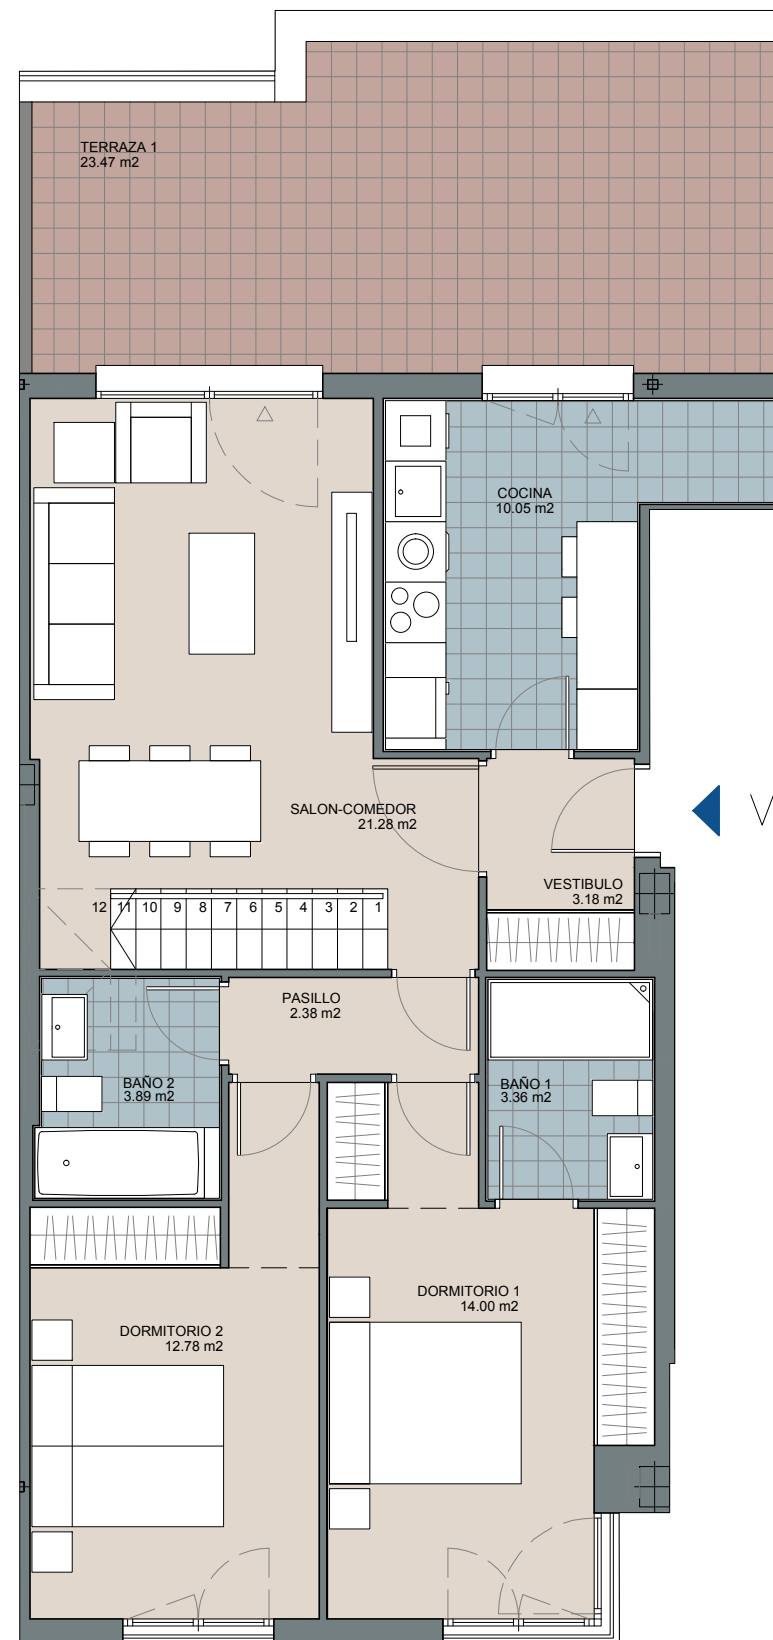 TERRAZA 1
23.47 m2
COCINA
10.05 m2
SALON-COMEDOR
21.28 m2
VESTIBULO
3.18 m2
12 11 10 9 8 7 6 5 4 3 2 1
PASILLO
2.38 m2
BAÑO 2
3.89 m2
BAÑO 1
3.36 m2
DORMITORIO 1
14.00 m2
DORMITORIO 2
12.78 m2